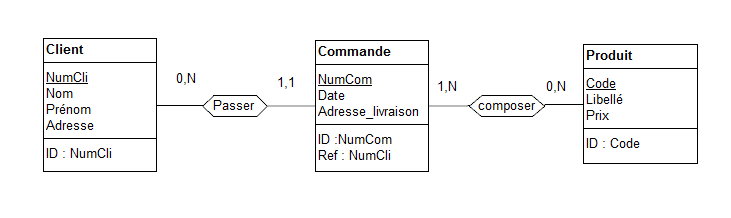 Client
NumCli
Nom
Prénom
Adresse
ID : NumCli
0,N
Passer
1,1
Commande
NumCom
Date
Adresse_livraison
ID :NumCom
Ref : NumCli
1,N
composer
0,N
Produit
Code
Libellé
Prix
ID : Code